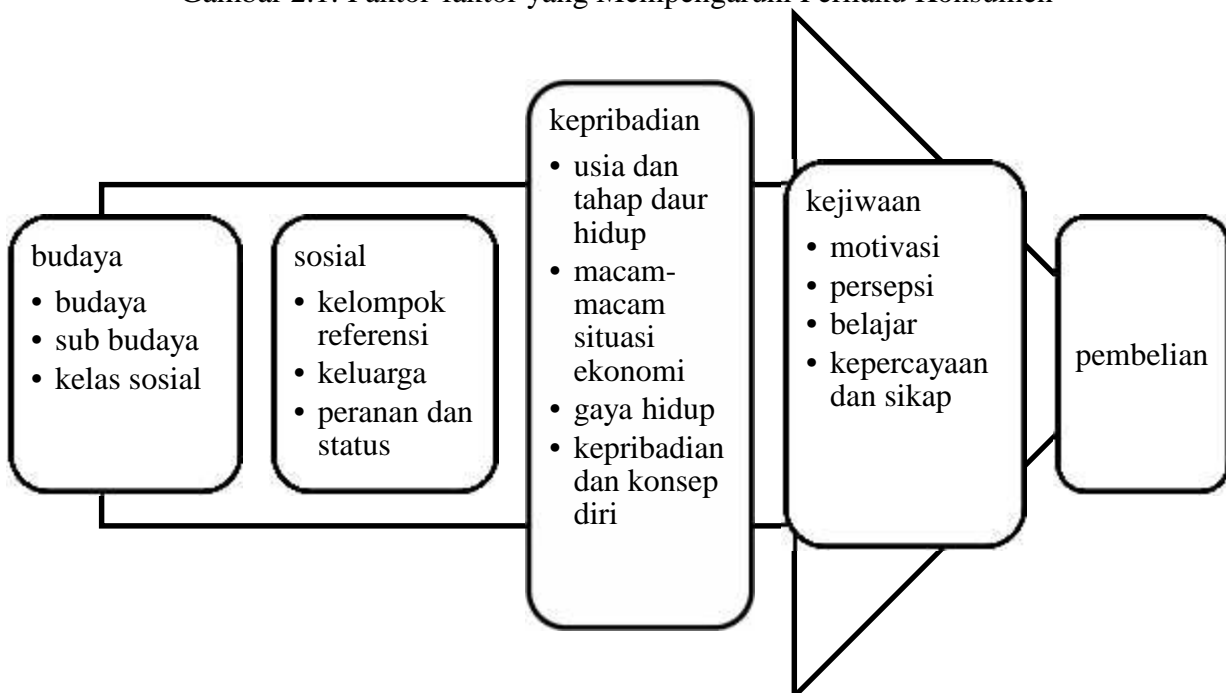 Gambar 2.1. Faktor-faktor yang Mempengaruhi Perilaku Konsumen
budaya
• budaya
• sub budaya
• kelas sosial
sosial
• kelompok
referensi
• keluarga
• peranan dan
status
kepribadian
• usia dan
tahap daur
hidup
• macam-
macam
situasi
ekonomi
• gaya hidup
• kepribadian
dan konsep
diri
kejiwaan
• motivasi
• persepsi
• belajar
• kepercayaan
dan sikap
pembelian